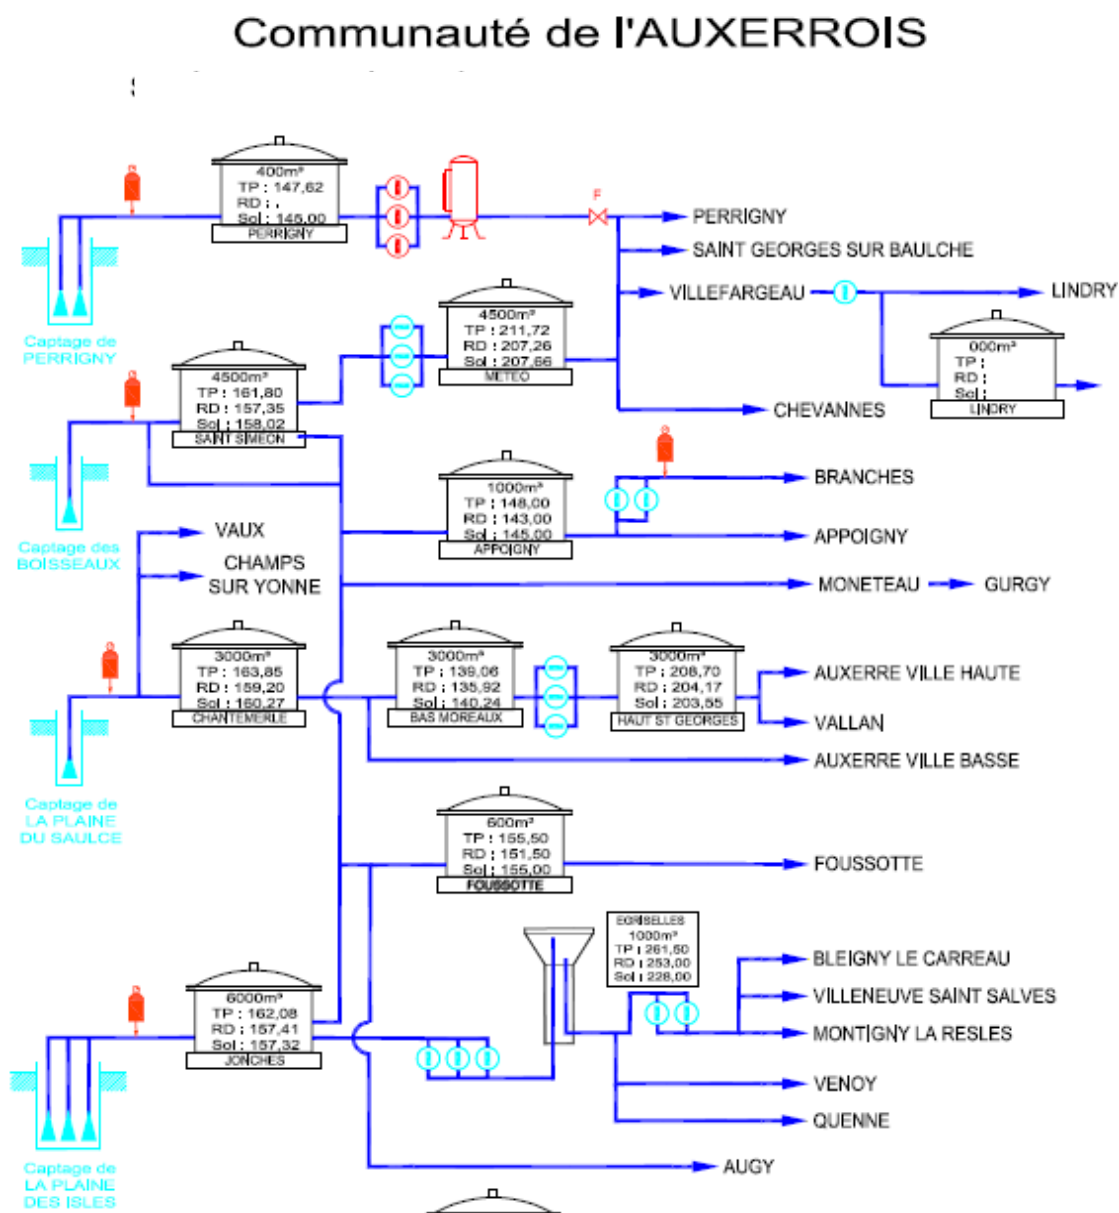 Communauté de l'AUXERROIS
400m³
TP : 147,62
RD : ,
Sol : 145,00
PERRIGNY
F
PERRIGNY
SAINT GEORGES SUR BAULCHE
VILLEFARGEAU
LINDRY
Captage de
PERRIGNY
4500m³
TP : 211,72
RD : 207,26
Sol : 207,66
METEO
000m³
TP :
RD :
Sol :
LINDRY
4500m³
TP : 161,80
RD : 157,35
Sol : 158,02
SAINT SIMEON
CHEVANNES
1000m³
TP : 148,00
RD : 143,00
Sol : 145,00
APPOIGNY
BRANCHES
APPOIGNY
Captage des
BOISSEAUX
VAUX
CHAMPS
SUR YONNE
MONETEAU
GURGY
3000m³
TP : 163,85
RD : 159,20
Sol : 160,27
CHANTEMERLE
3000m³
TP : 139,06
RD : 135,92
Sol : 140,24
BAS MOREAUX
3000m³
TP : 208,70
RD : 204,17
Sol : 203,55
HAUT ST GEORGES
AUXERRE VILLE HAUTE
VALLAN
AUXERRE VILLE BASSE
Captage de
LA PLAINE
DU SAULCE
600m³
TP : 155,50
RD : 151,50
Sol : 155,00
FOUSSOTTE
FOUSSOTTE
EGRISELLES
1000m³
TP : 261,50
RD : 253,00
Sol : 228,00
BLEIGNY LE CARREAU
VILLENEUVE SAINT SALVES
MONTIGNY LA RESLES
VENOY
QUENNE
6000m³
TP : 162,08
RD : 157,41
Sol : 157,32
JONCHES
AUGY
Captage de
LA PLAINE
DES ISLES